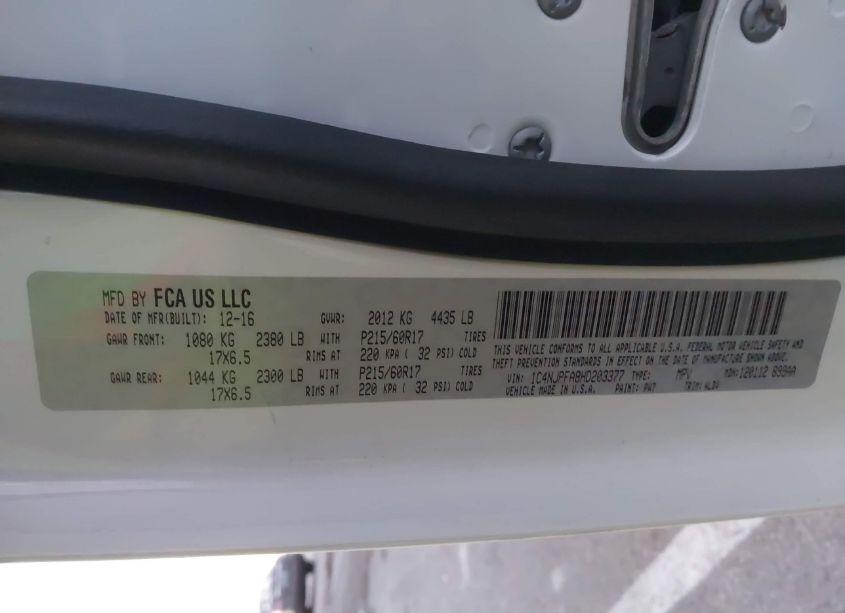 MFD BY FCA US LLC
DATE OF MFR(BUILT): 12-16 GVWR: 2012 KG 4435 LB
GAWR FRONT: 1080 KG 2380 LB WITH P215/60R17 TIRES
17X6.5 RIMS AT 220 KPA ( 32 PSI) COLD
GAWR REAR: 1044 KG 2300 LB WITH P215/60R17 TIRES
17X6.5 RIMS AT 220 KPA ( 32 PSI) COLD
THIS VEHICLE CONFORMS TO ALL APPLICABLE U.S.A. FEDERAL MOTOR VEHICLE SAFETY AND
THEFT PREVENTION STANDARDS IN EFFECT ON THE DATE OF MANUFACTURE SHOWN ABOVE.
VIN: 1C4NJPFA8HD203377 TYPE: MPV MDH: 120112
VEHICLE MADE IN U.S.A. PAINT: PW7 TRIM: